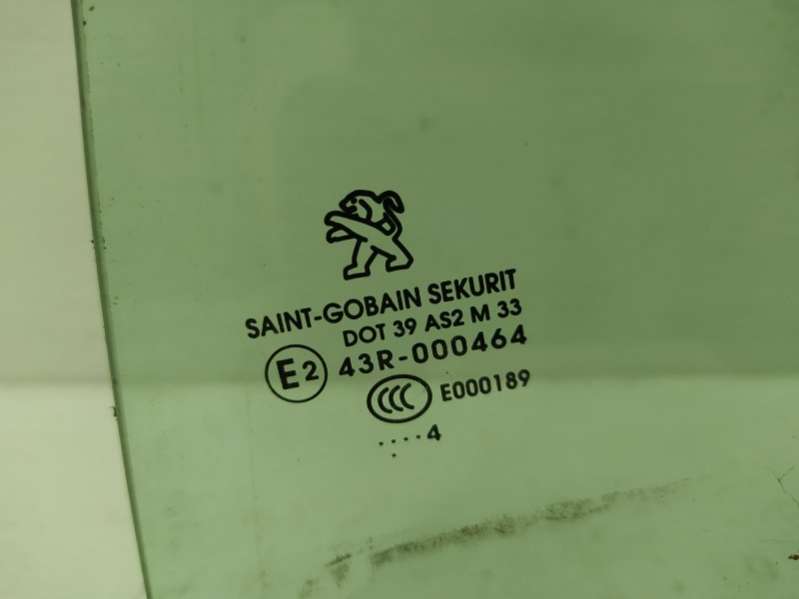 SAINT-GOBAIN SEKURIT
DOT 39 AS2 M 33
E2 43R-000464
CCC E000189
....4
.